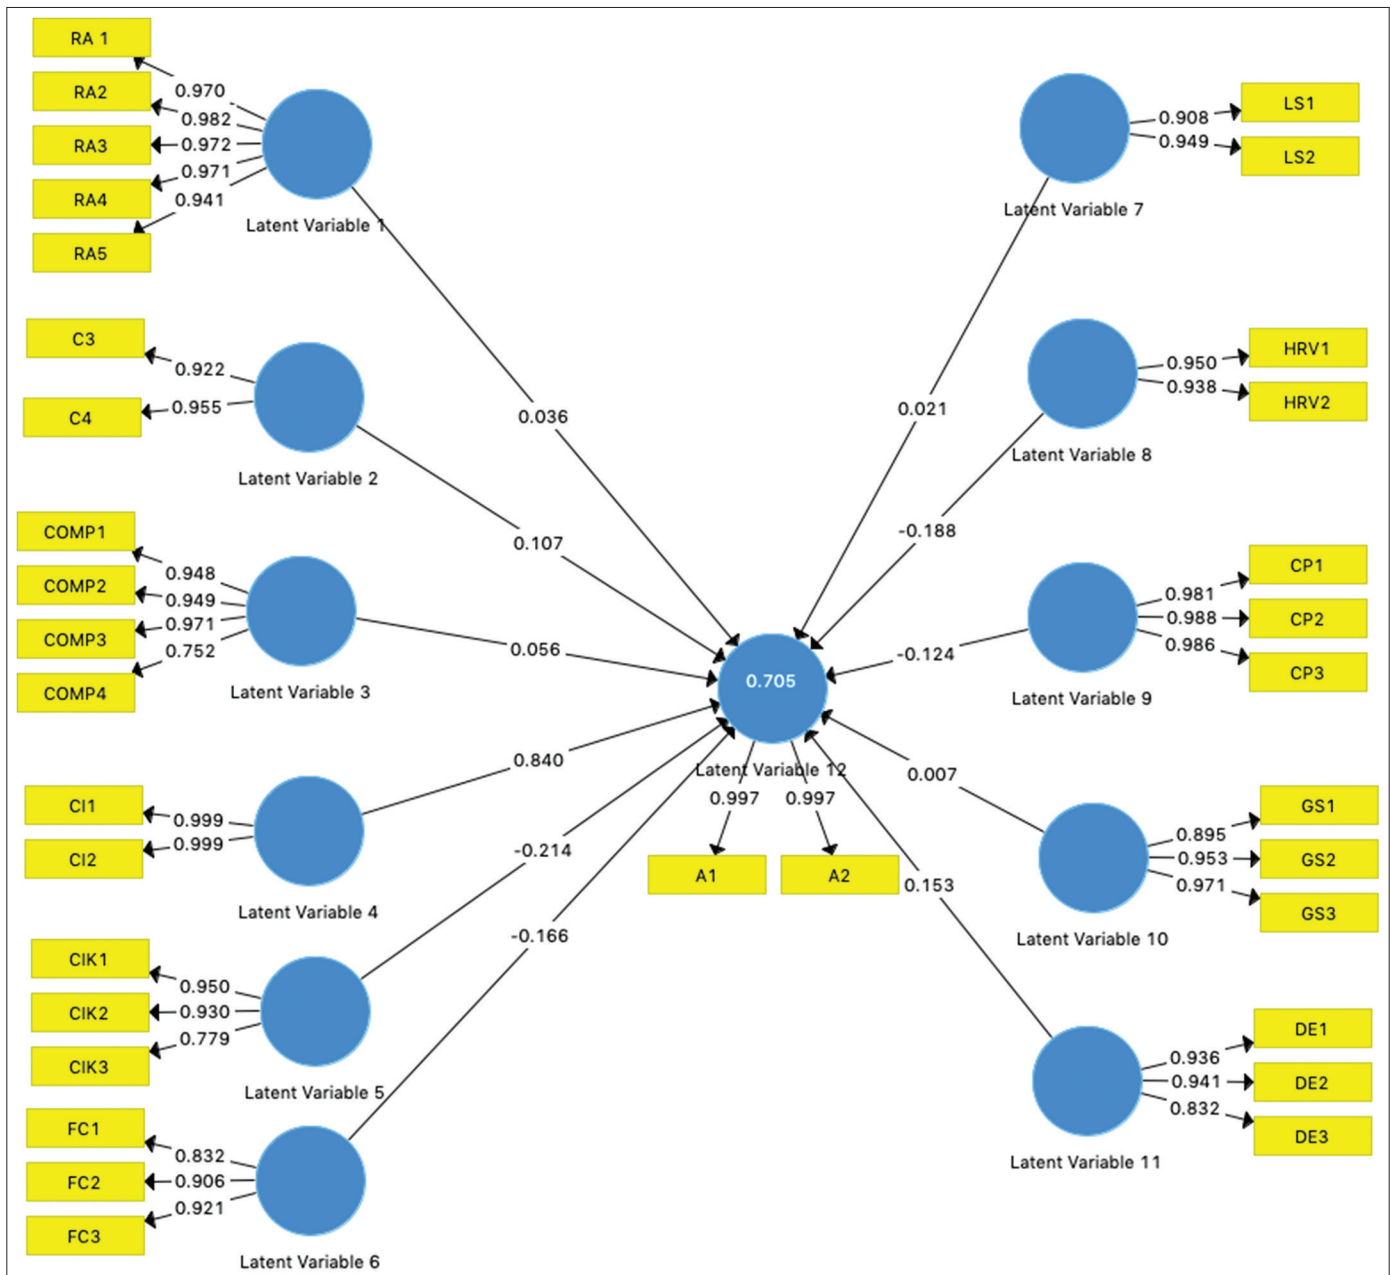 RA 1
RA2
RA3
RA4
RA5
0.970
0.982
0.972
0.971
0.941
Latent Variable 1
C3
C4
0.922
0.955
Latent Variable 2
COMP1
COMP2
COMP3
COMP4
0.948
0.949
0.971
0.752
Latent Variable 3
CI1
CI2
0.999
0.999
Latent Variable 4
CIK1
CIK2
CIK3
0.950
0.930
0.779
Latent Variable 5
FC1
FC2
FC3
0.832
0.906
0.921
Latent Variable 6
0.036
0.107
0.056
0.840
-0.214
-0.166
0.705
Latent Variable 12
0.997
0.997
A1
A2
0.021
-0.188
-0.124
0.007
0.153
Latent Variable 7
0.908
0.949
LS1
LS2
Latent Variable 8
0.950
0.938
HRV1
HRV2
Latent Variable 9
0.981
0.988
0.986
CP1
CP2
CP3
Latent Variable 10
0.895
0.953
0.971
GS1
GS2
GS3
Latent Variable 11
0.936
0.941
0.832
DE1
DE2
DE3